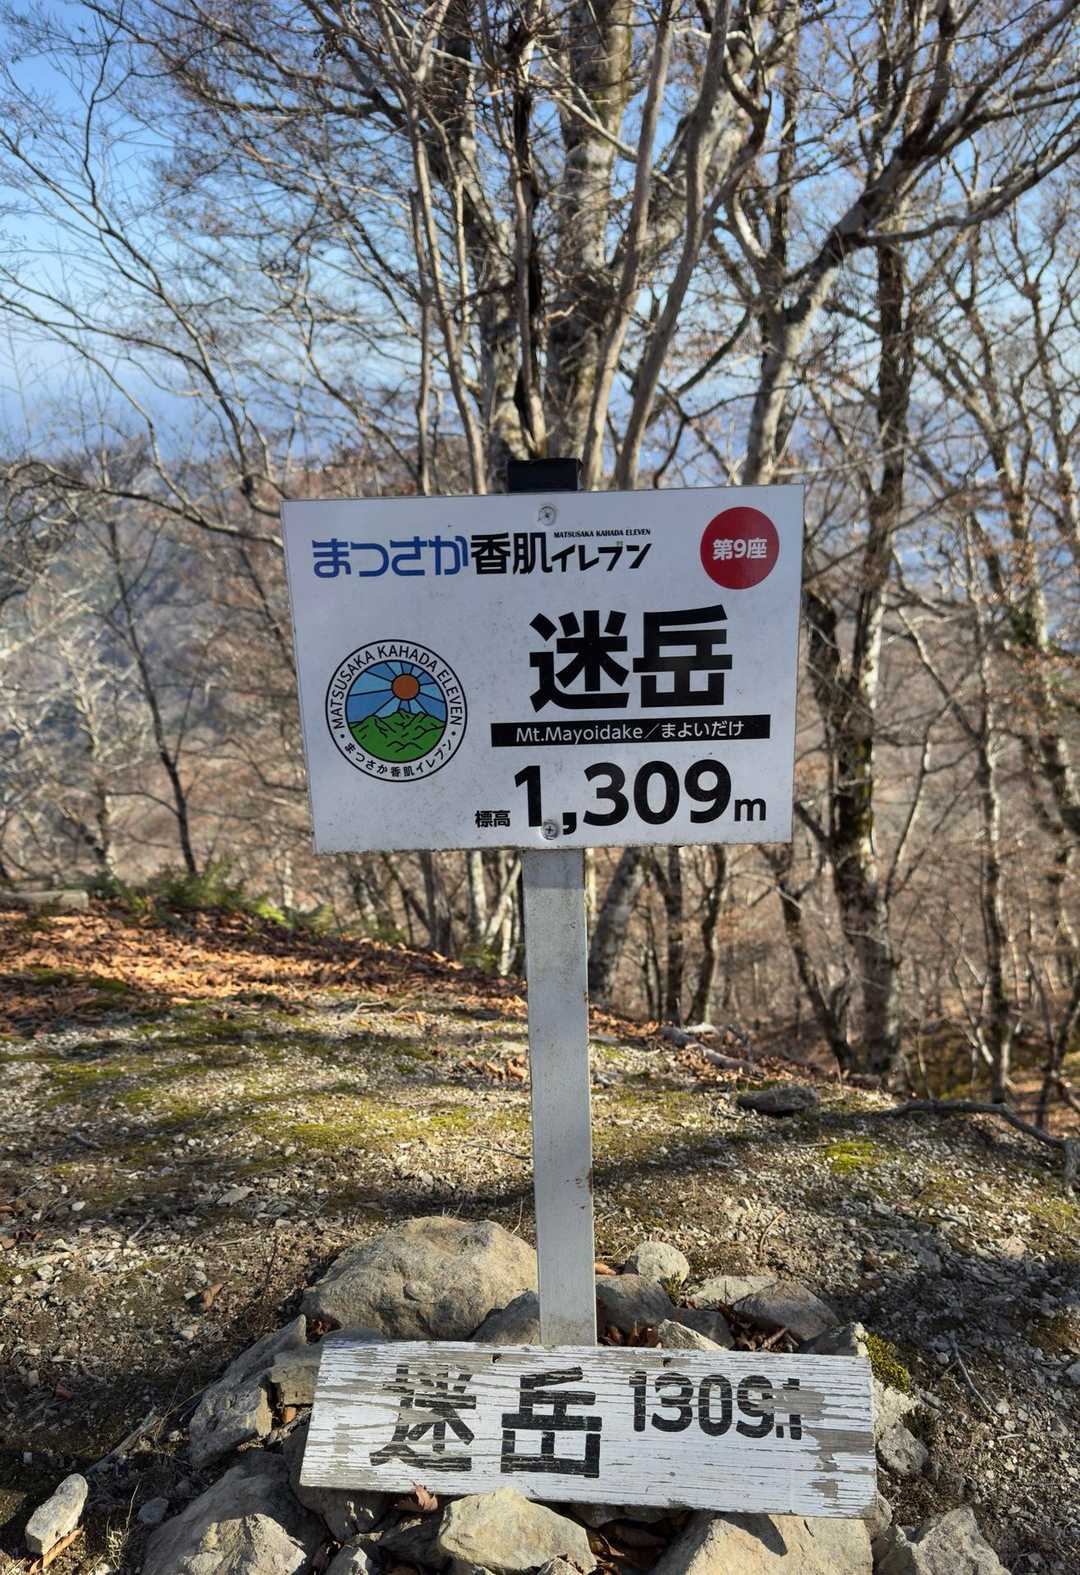 MATSUSAKA KAHADA ELEVEN
まつさか香肌イレブン
第9座
迷岳
Mt.Mayoidake／まよいだけ
標高 1,309m
MATSUSAKA KAHADA ELEVEN
まつさか香肌イレブン
迷岳 1309.1